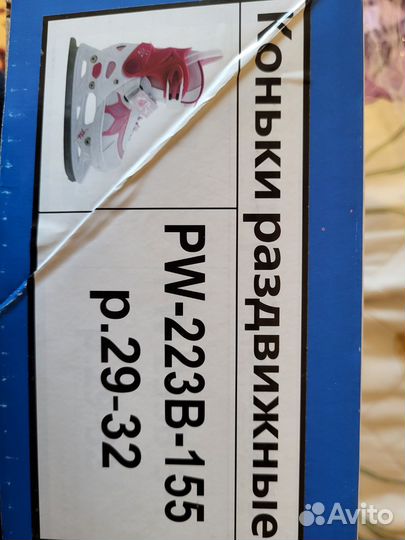 Коньки раздвижные
PW-223B-155
р.29-32
Avito